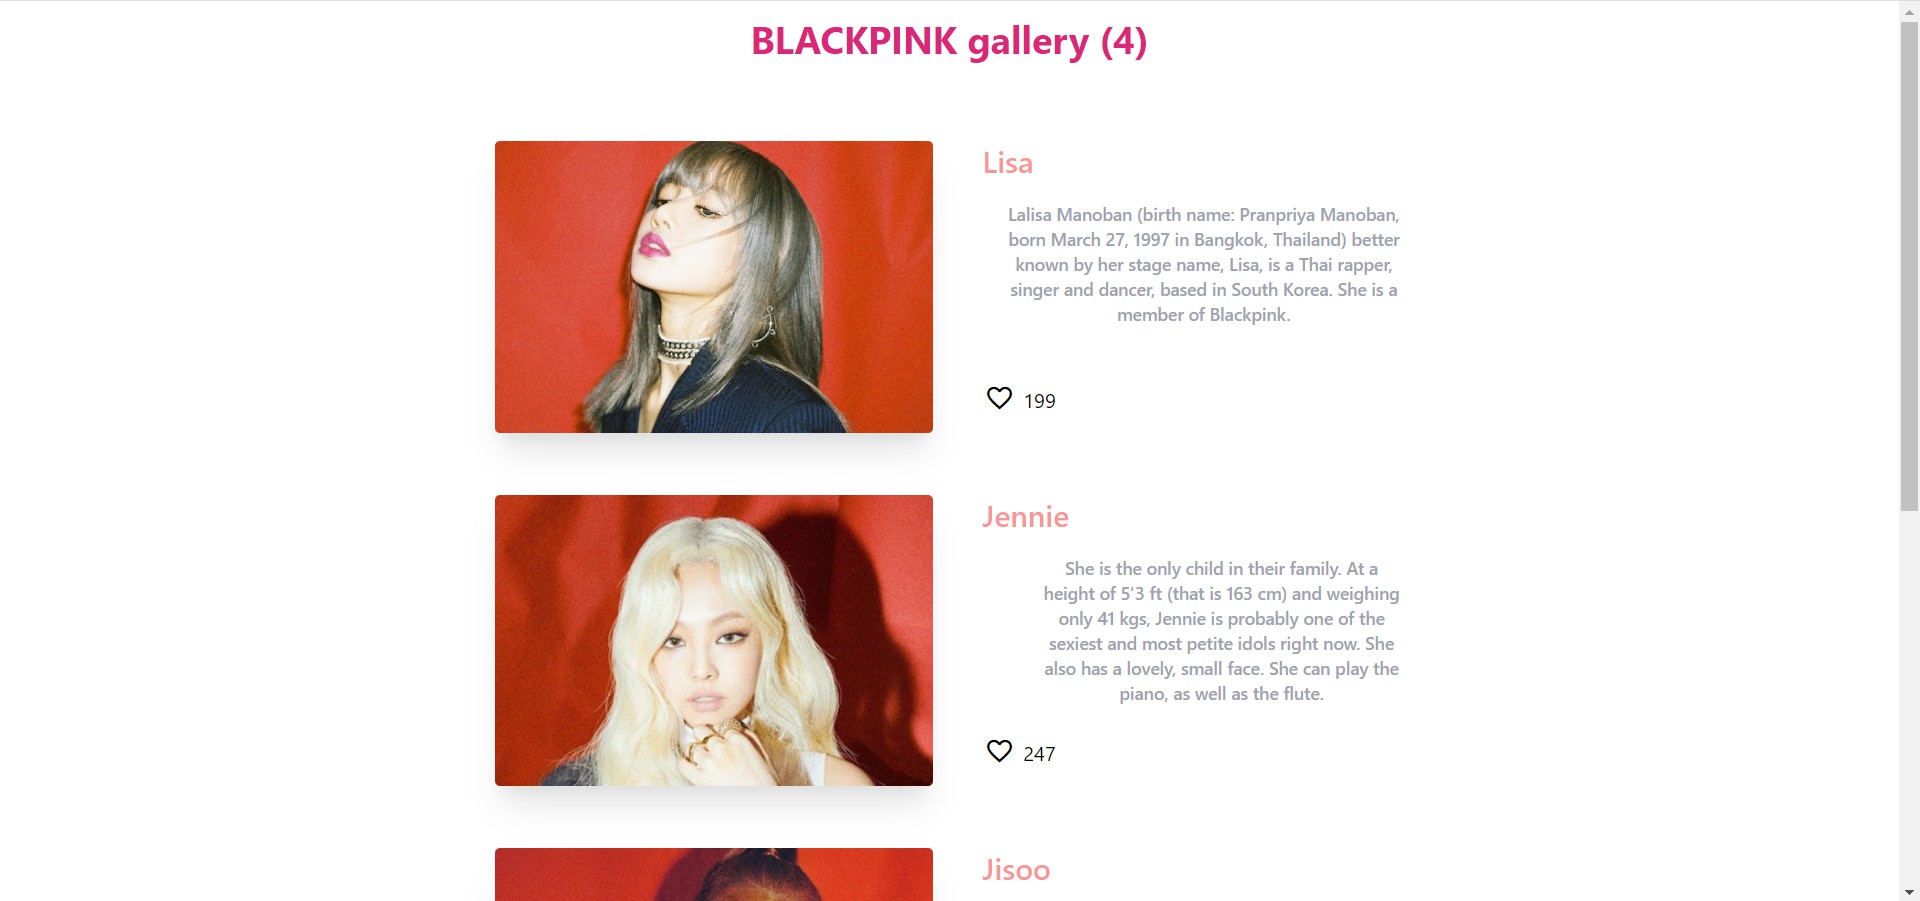 BLACKPINK gallery (4)
Lisa
Lalisa Manoban (birth name: Pranpriya Manoban,
born March 27, 1997 in Bangkok, Thailand) better
known by her stage name, Lisa, is a Thai rapper,
singer and dancer, based in South Korea. She is a
member of Blackpink.
199
Jennie
She is the only child in their family. At a
height of 5'3 ft (that is 163 cm) and weighing
only 41 kgs, Jennie is probably one of the
sexiest and most petite idols right now. She
also has a lovely, small face. She can play the
piano, as well as the flute.
247
Jisoo